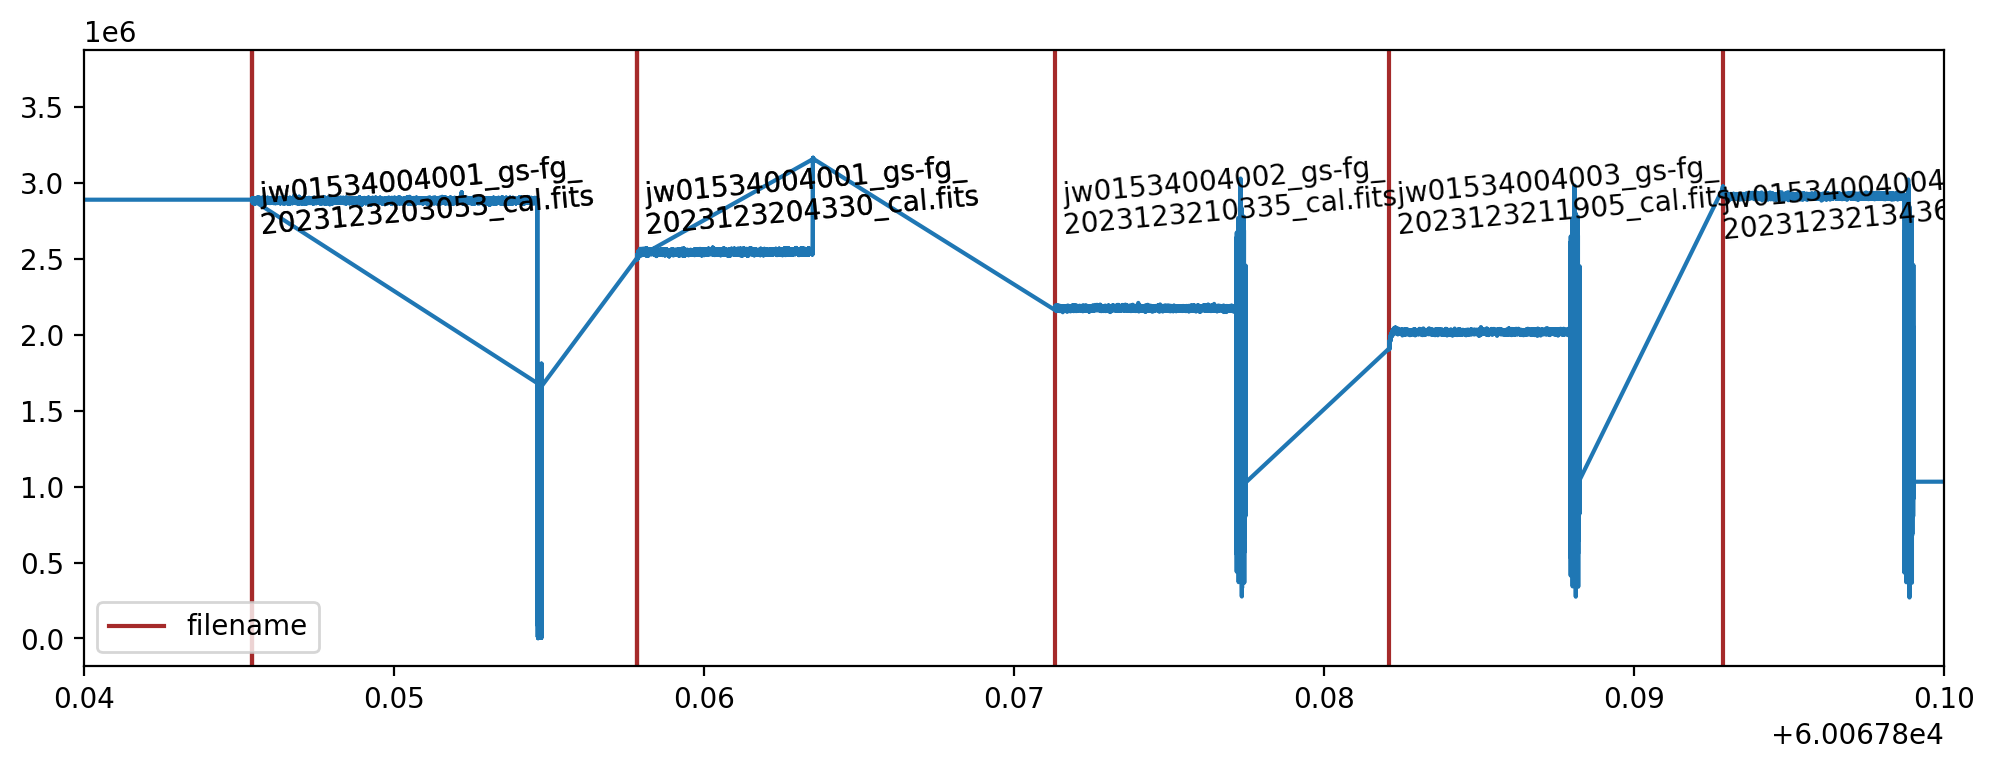 1e6
3.5
3.0
2.5
2.0
1.5
1.0
0.5
0.0
jw01534004001_gs-fg_
2023123203053_cal.fits
jw01534004001_gs-fg_
2023123204330_cal.fits
jw01534004002_gs-fg_
2023123210335_cal.fits
jw01534004003_gs-fg_
2023123211905_cal.fits
jw01534004004
2023123213436
filename
0.04
0.05
0.06
0.07
0.08
0.09
0.10
+6.00678e4